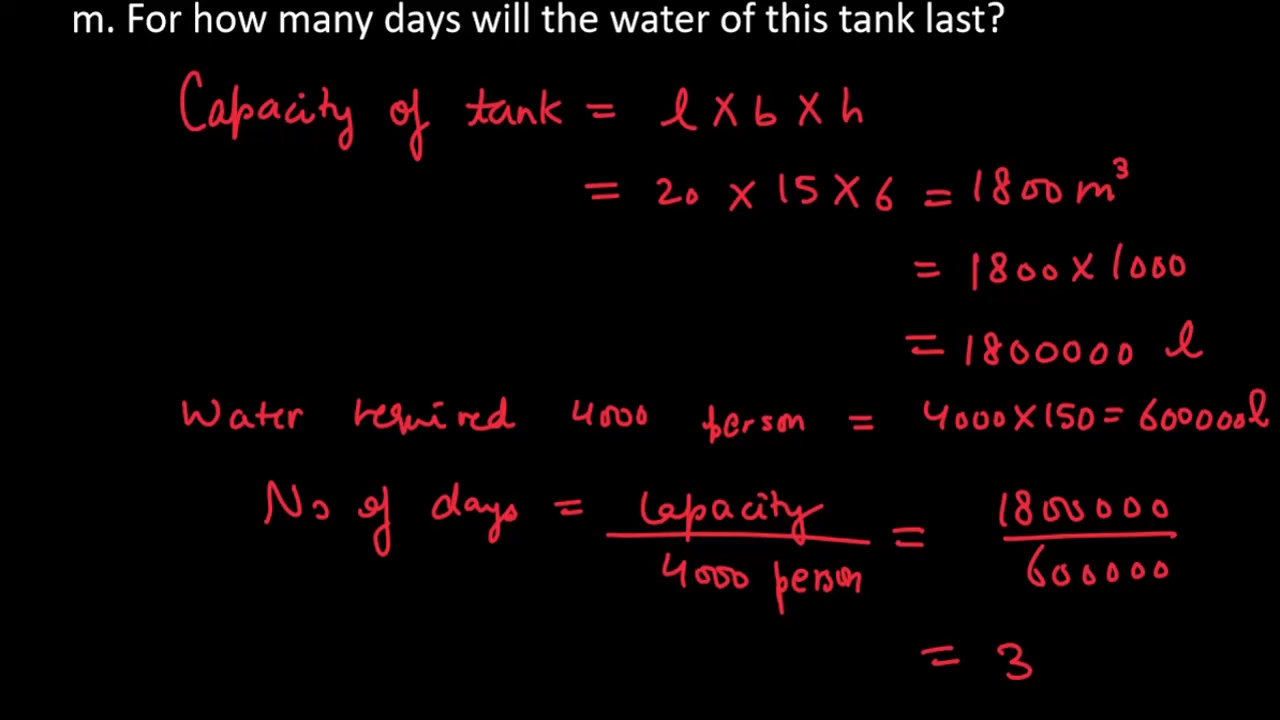 m. For how many days will the water of this tank last?
Capacity of tank = l X b X h
= 20 X 15 X 6 = 1800 m³
= 1800 X 1000
= 1800000 l
Water required 4000 person = 4000 X 150 = 600000 l
No of days = Capacity / 4000 person = 1800000 / 600000
= 3